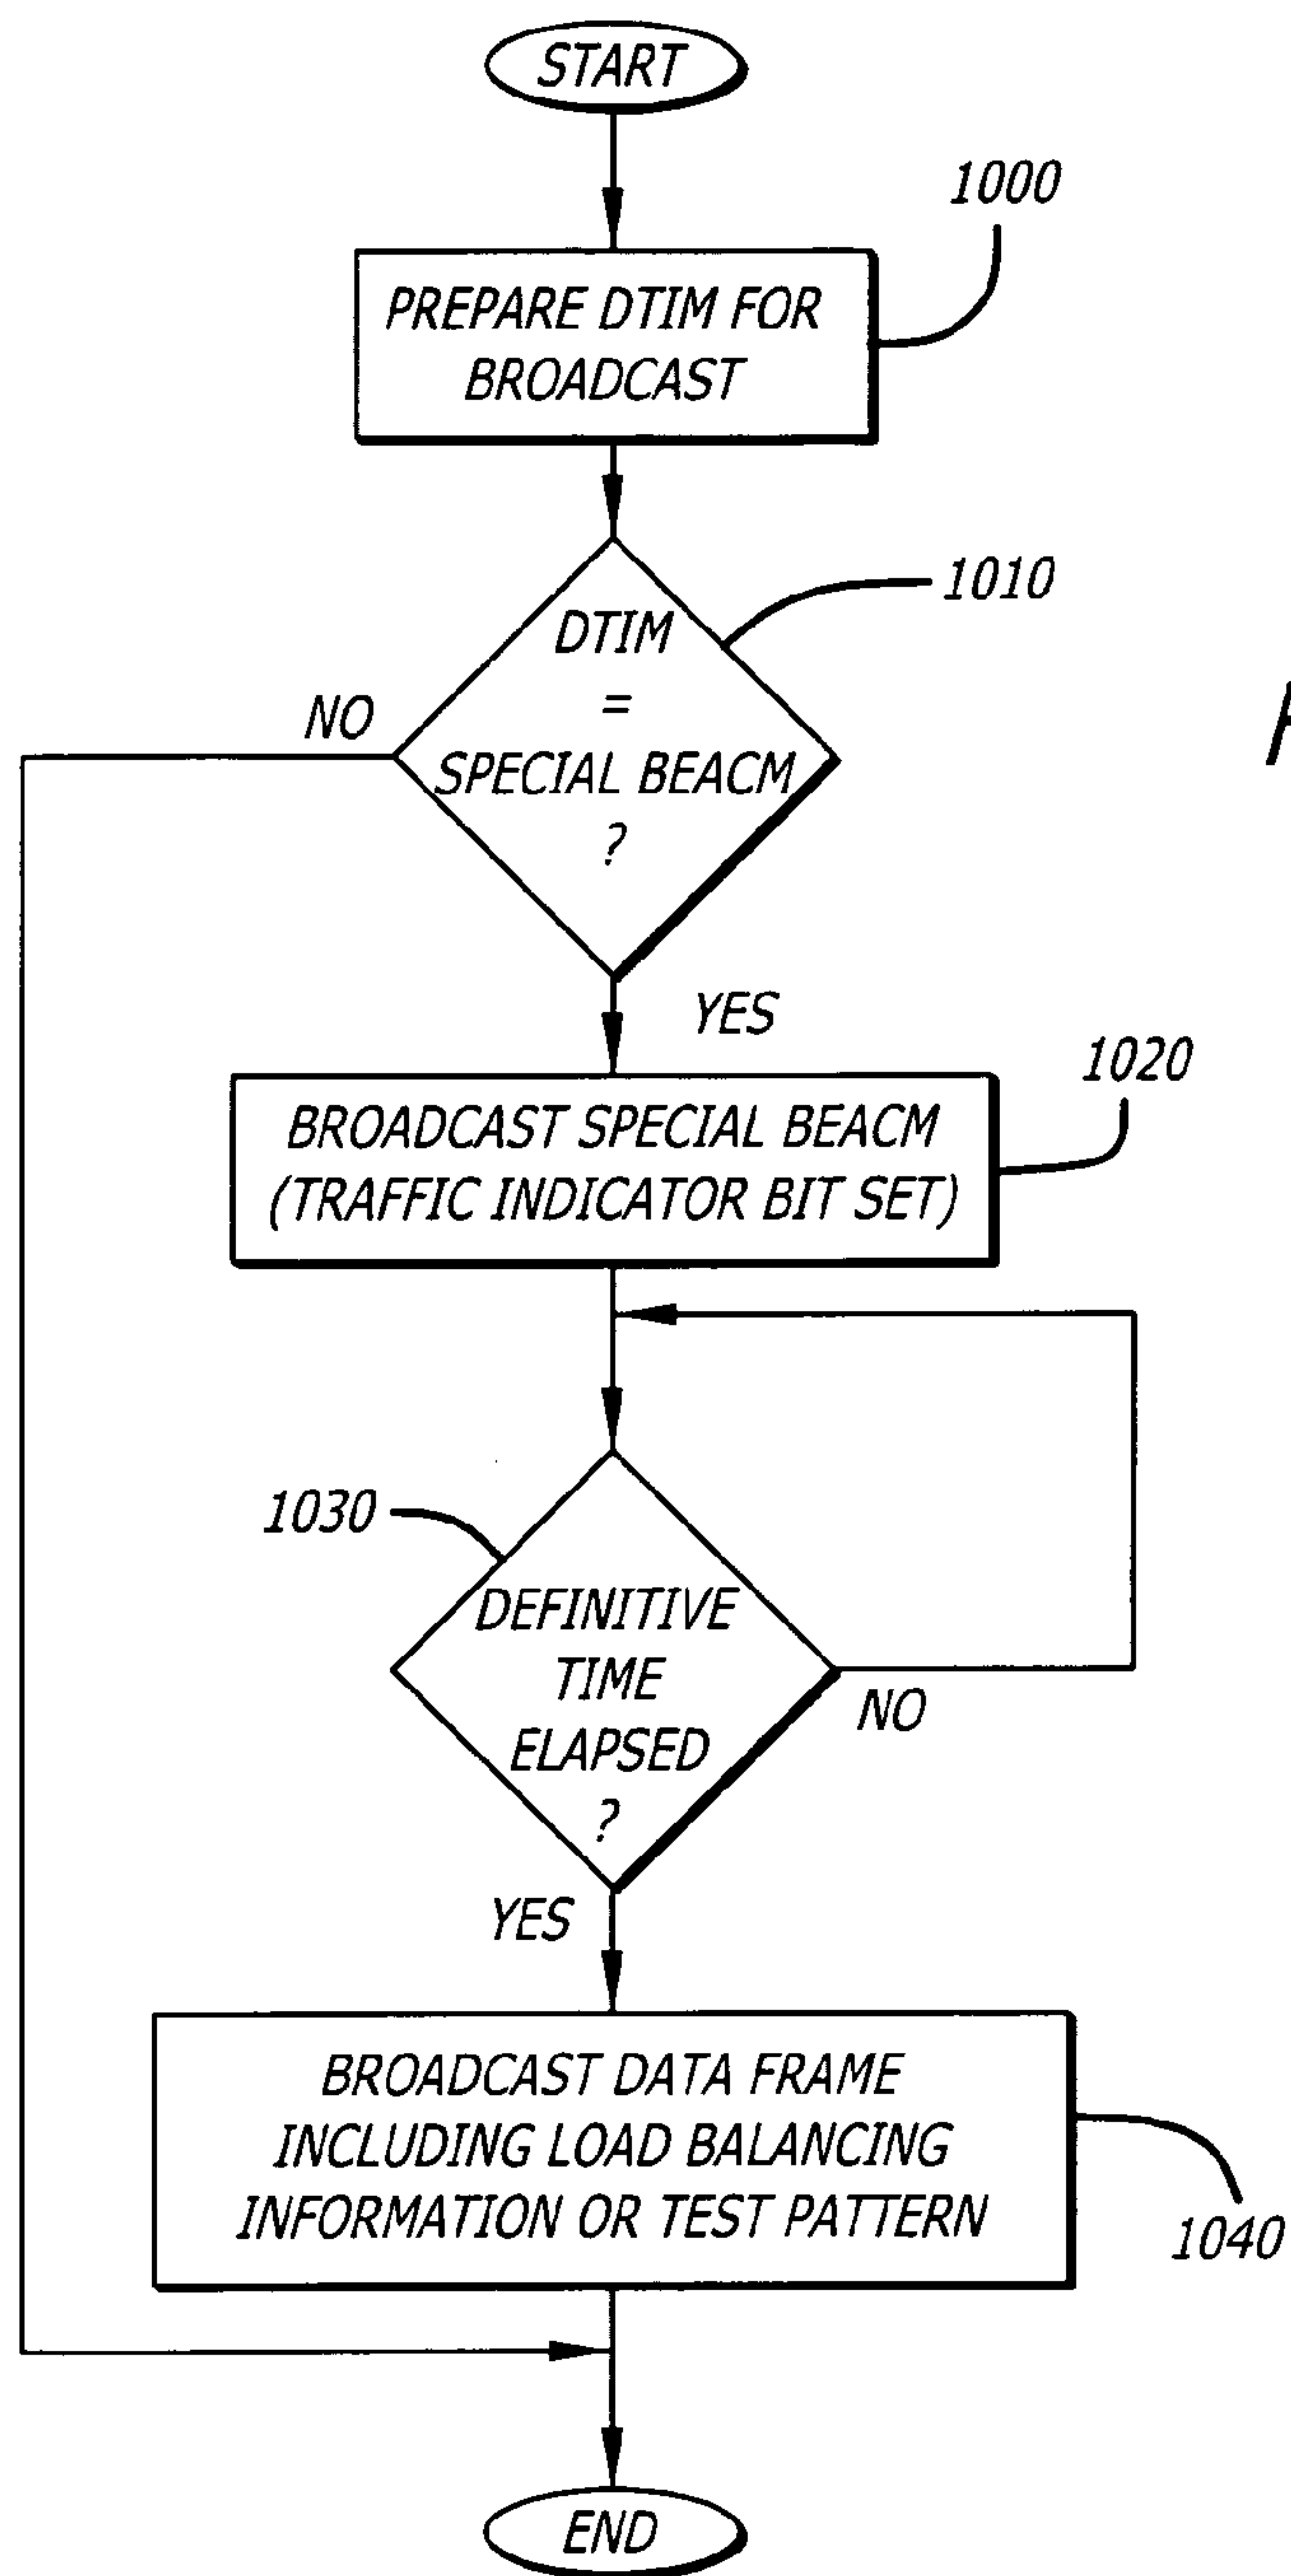 START
1000
PREPARE DTIM FOR
BROADCAST
1010
DTIM
=
SPECIAL BEACM
?
NO
YES
1020
BROADCAST SPECIAL BEACM
(TRAFFIC INDICATOR BIT SET)
1030
DEFINITIVE
TIME
ELAPSED
?
NO
YES
BROADCAST DATA FRAME
INCLUDING LOAD BALANCING
INFORMATION OR TEST PATTERN
1040
END